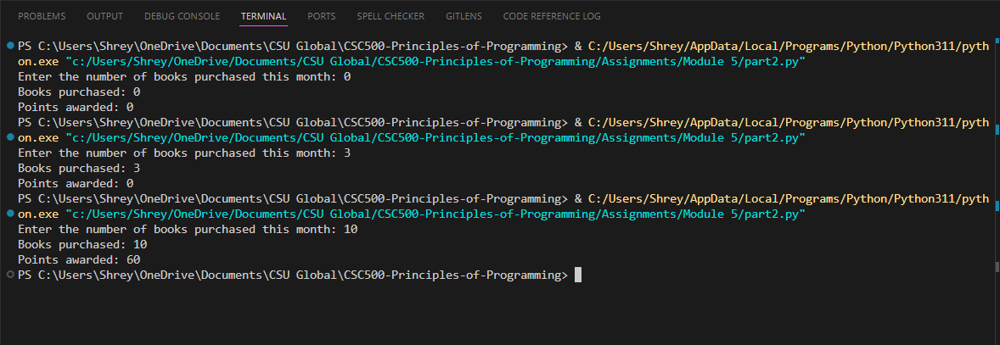 PROBLEMS OUTPUT DEBUG CONSOLE TERMINAL PORTS SPELL CHECKER GITLENS CODE REFERENCE LOG
PS C:\Users\Shrey\OneDrive\Documents\CSU Global\CSC500-Principles-of-Programming> & C:/Users/Shrey/AppData/Local/Programs/Python/Python311/pyth
on.exe "c:/Users/Shrey/OneDrive/Documents/CSU Global/CSC500-Principles-of-Programming/Assignments/Module 5/part2.py"
Enter the number of books purchased this month: 0
Books purchased: 0
Points awarded: 0
PS C:\Users\Shrey\OneDrive\Documents\CSU Global\CSC500-Principles-of-Programming> & C:/Users/Shrey/AppData/Local/Programs/Python/Python311/pyth
on.exe "c:/Users/Shrey/OneDrive/Documents/CSU Global/CSC500-Principles-of-Programming/Assignments/Module 5/part2.py"
Enter the number of books purchased this month: 3
Books purchased: 3
Points awarded: 0
PS C:\Users\Shrey\OneDrive\Documents\CSU Global\CSC500-Principles-of-Programming> & C:/Users/Shrey/AppData/Local/Programs/Python/Python311/pyth
on.exe "c:/Users/Shrey/OneDrive/Documents/CSU Global/CSC500-Principles-of-Programming/Assignments/Module 5/part2.py"
Enter the number of books purchased this month: 10
Books purchased: 10
Points awarded: 60
PS C:\Users\Shrey\OneDrive\Documents\CSU Global\CSC500-Principles-of-Programming>